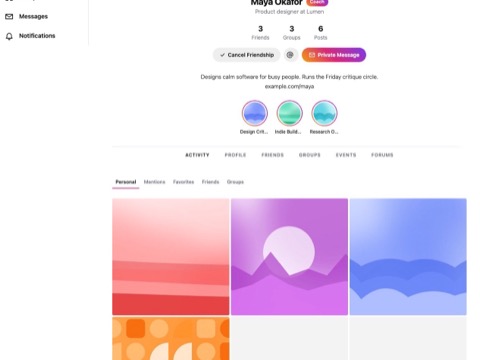 Messages
Notifications
Maya Okafor Coach
Product designer at Lumen
3 3 6
Friends Groups Posts
Cancel Friendship @ Private Message
Designs calm software for busy people. Runs the Friday critique circle.
example.com/maya
Design Crit... Indie Build... Research O...
ACTIVITY PROFILE FRIENDS GROUPS EVENTS FORUMS
Personal Mentions Favorites Friends Groups